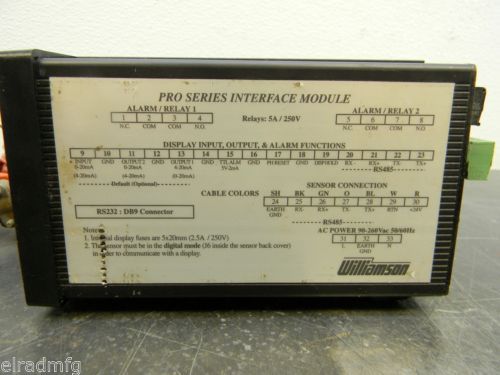 PRO SERIES INTERFACE MODULE
ALARM / RELAY 1
Relays: 5A / 250V
ALARM / RELAY 2
1 2 3 4
5 6 7 8
N.C. COM COM N.O.
N.C. COM COM N.O.
DISPLAY INPUT, OUTPUT, & ALARM FUNCTIONS
9 10 11 12 13 14 15 16 17 18 19 20 21 22 23
+ INPUT GND OUTPUT2 GND OUTPUT1 GND TTLALM GND PHRESET GND DBPHOLD RX- RX+ TX- TX+
0-20mA 0-20mA 4-20mA 5V-2mA
RS485
(4-20mA) (4-20mA) (0-20mA)
Default (Optional)
SENSOR CONNECTION
CABLE COLORS SH BK GN O BL W R
24 25 26 27 28 29 30
EARTH GND RX- RX+ TX- TX+ RTN +24V
RS485
RS232 : DB9 Connector
AC POWER 90-260Vac 50/60Hz
31 32 33
L EARTH GND N
Notes:
1. Internal display fuses are 5x20mm (2.5A / 250V)
2. The sensor must be in the digital mode (J6 inside the sensor back cover)
in order to communicate with a display.
Williamson
elradmfg